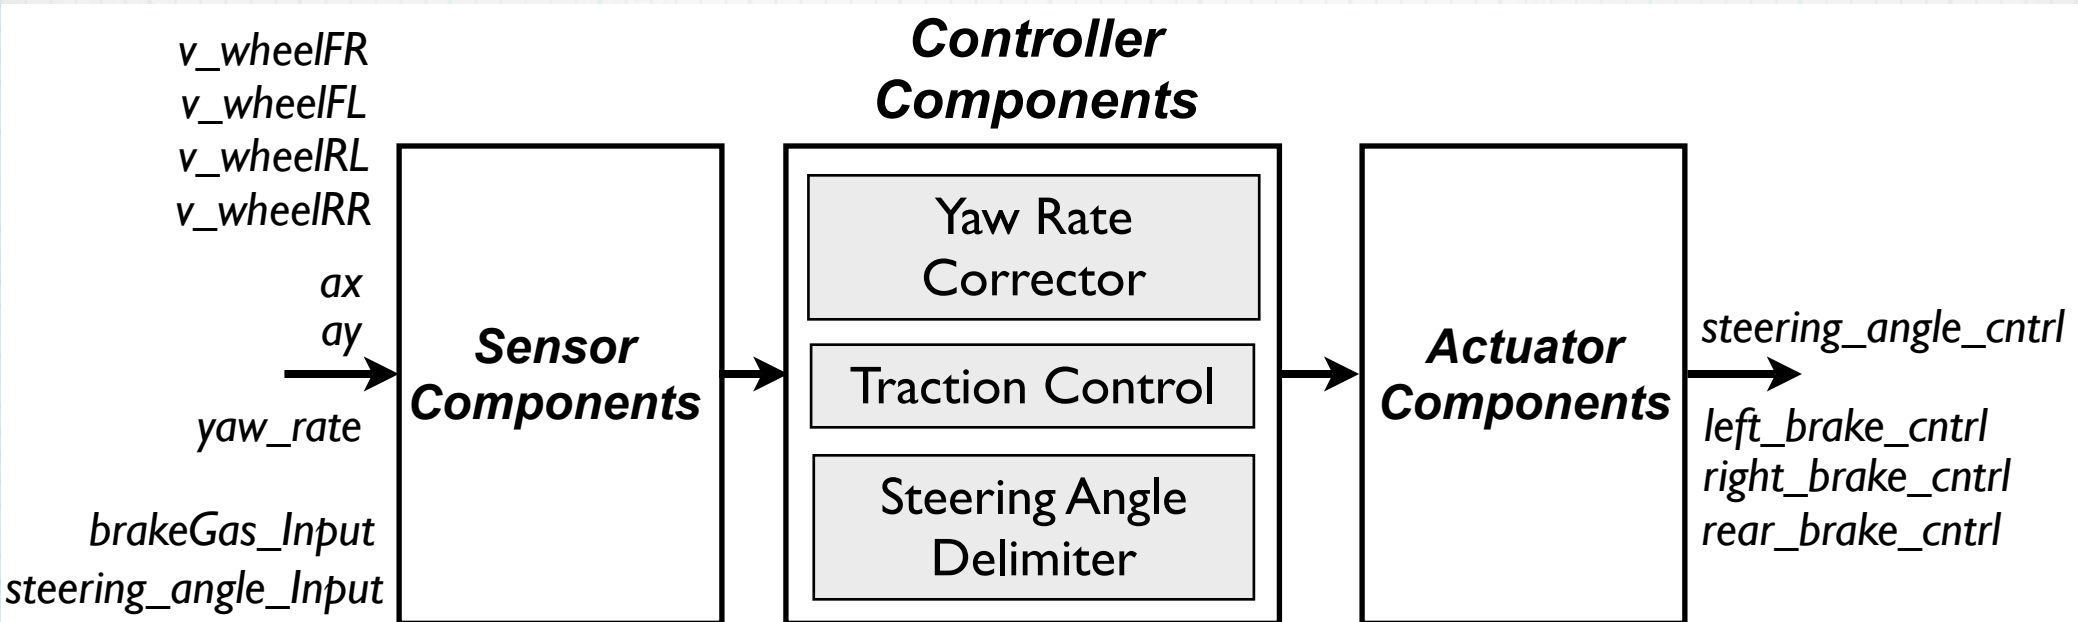 v_wheelFR
v_wheelFL
v_wheelRL
v_wheelRR
ax
ay
yaw_rate
brakeGas_Input
steering_angle_Input
Sensor
Components
Controller
Components
Yaw Rate
Corrector
Traction Control
Steering Angle
Delimiter
Actuator
Components
steering_angle_cntrl
left_brake_cntrl
right_brake_cntrl
rear_brake_cntrl